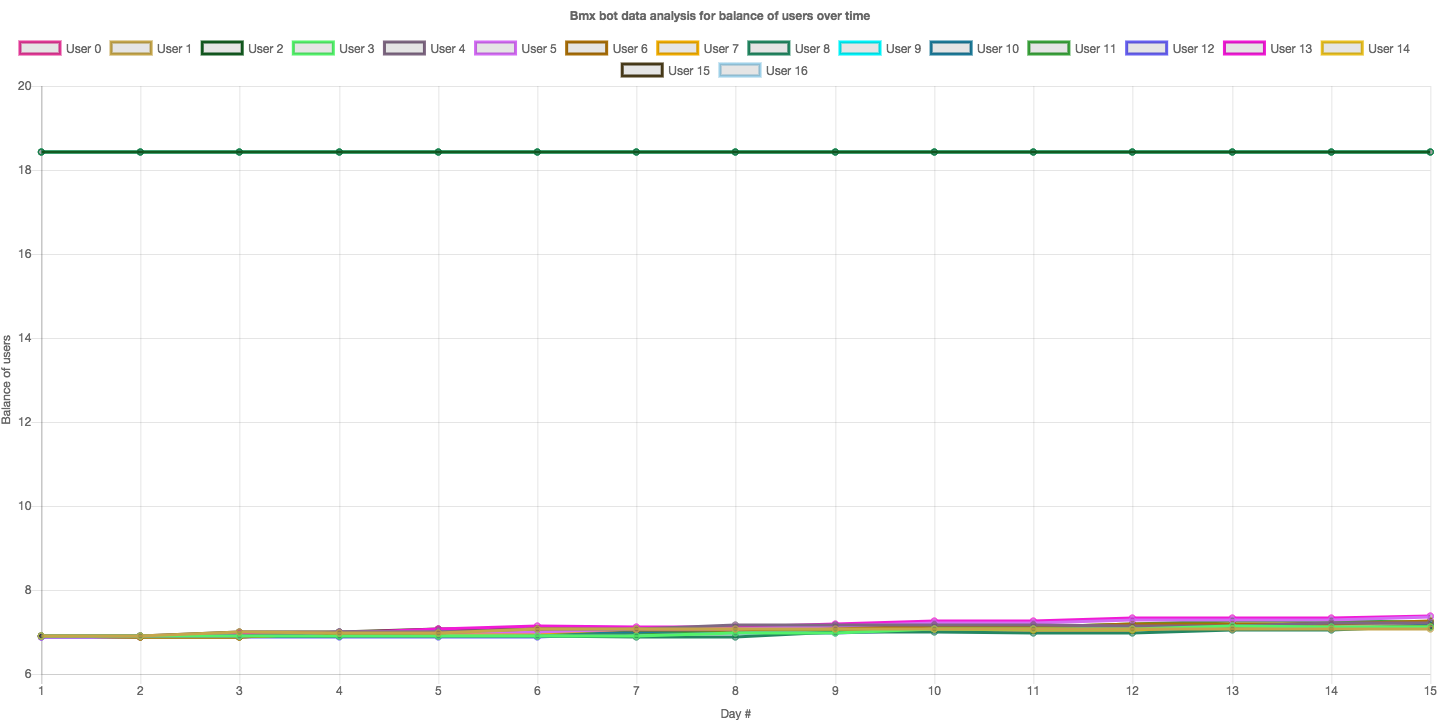 Bmx bot data analysis for balance of users over time
User 0 User 1 User 2 User 3 User 4 User 5 User 6 User 7 User 8 User 9 User 10 User 11 User 12 User 13 User 14
User 15 User 16
20
18
16
14
12
10
8
6
Balance of users
1 2 3 4 5 6 7 8 9 10 11 12 13 14 15
Day #